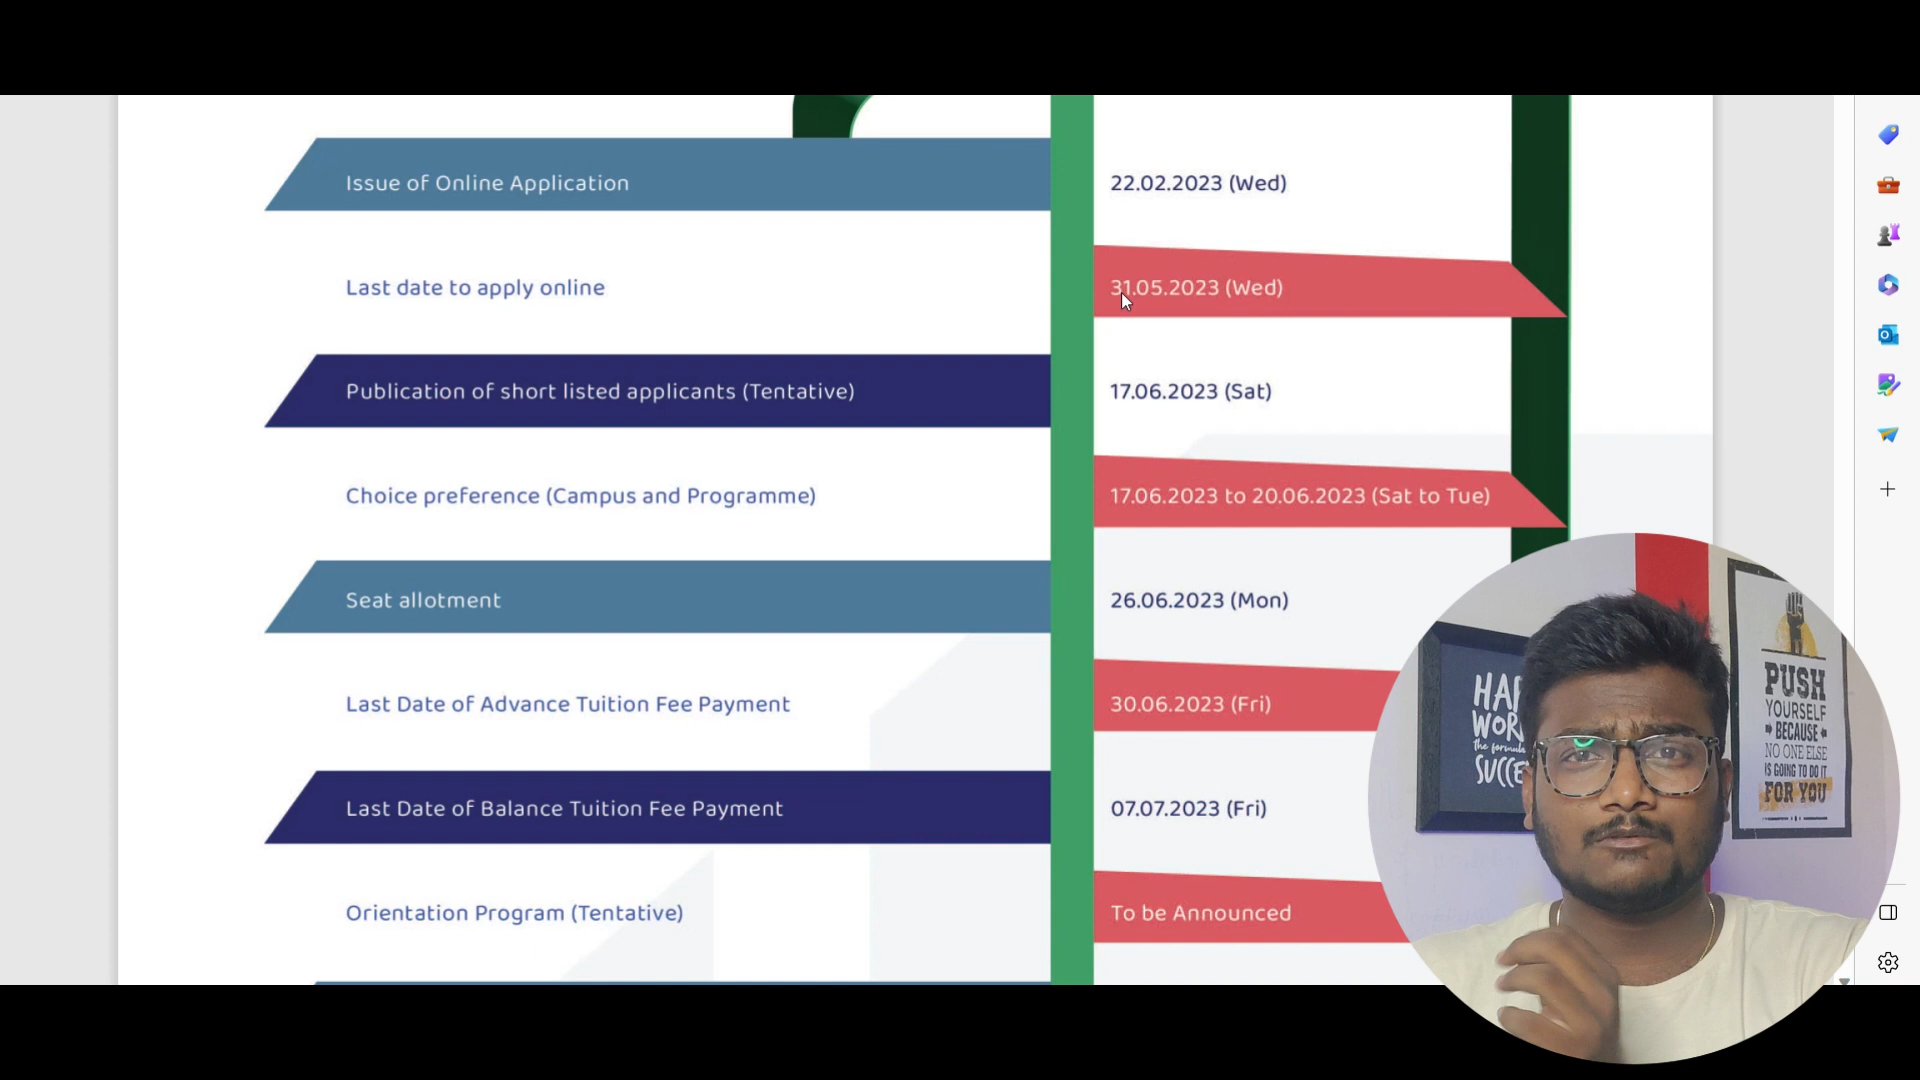 Issue of Online Application 22.02.2023 (Wed)
Last date to apply online 31.05.2023 (Wed)
Publication of short listed applicants (Tentative) 17.06.2023 (Sat)
Choice preference (Campus and Programme) 17.06.2023 to 20.06.2023 (Sat to Tue)
Seat allotment 26.06.2023 (Mon)
Last Date of Advance Tuition Fee Payment 30.06.2023 (Fri)
Last Date of Balance Tuition Fee Payment 07.07.2023 (Fri)
Orientation Program (Tentative) To be Announced
the formula
PUSH
YOURSELF
BECAUSE
NO ONE ELSE
IS GOING TO DO IT
FOR YOU